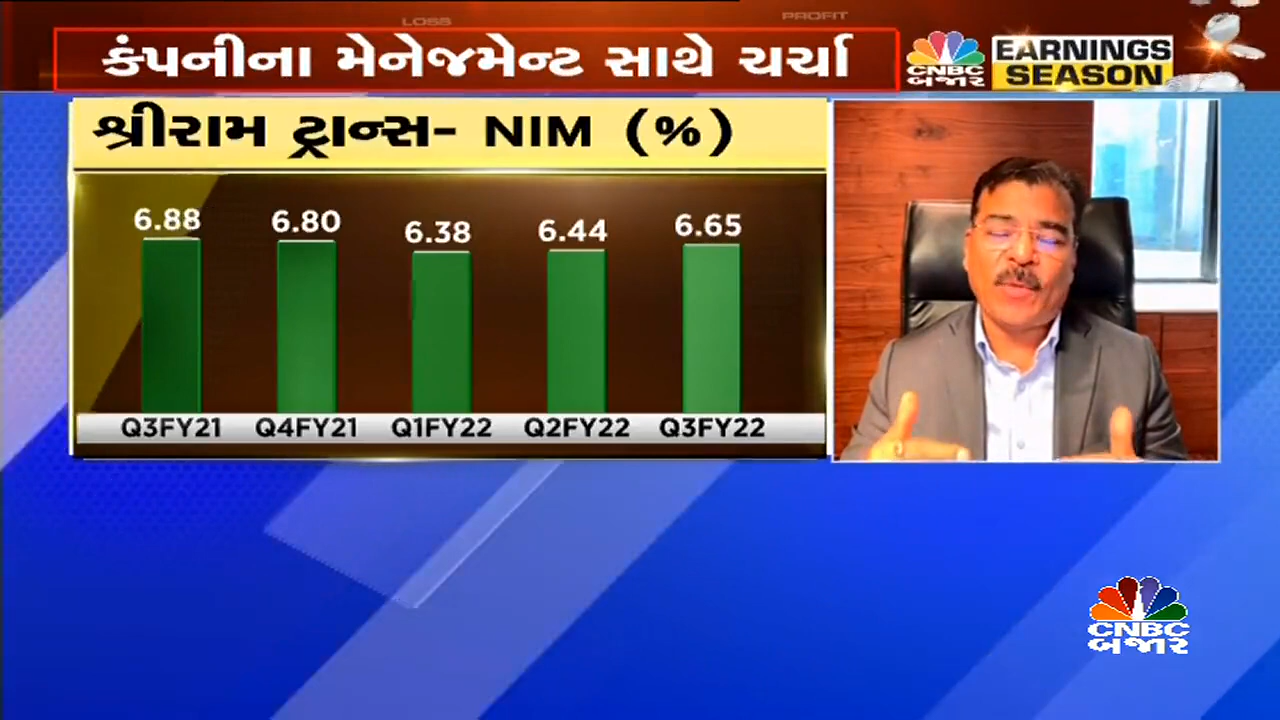 LOSS
PROFIT
કંપનીના મેનેજમેન્ટ સાથે ચર્ચા
CNBC
બજાર
EARNINGS
SEASON
શ્રીરામ ટ્રાન્સ- NIM (%)
6.88 6.80 6.38 6.44 6.65
Q3FY21 Q4FY21 Q1FY22 Q2FY22 Q3FY22
CNBC
બજાર